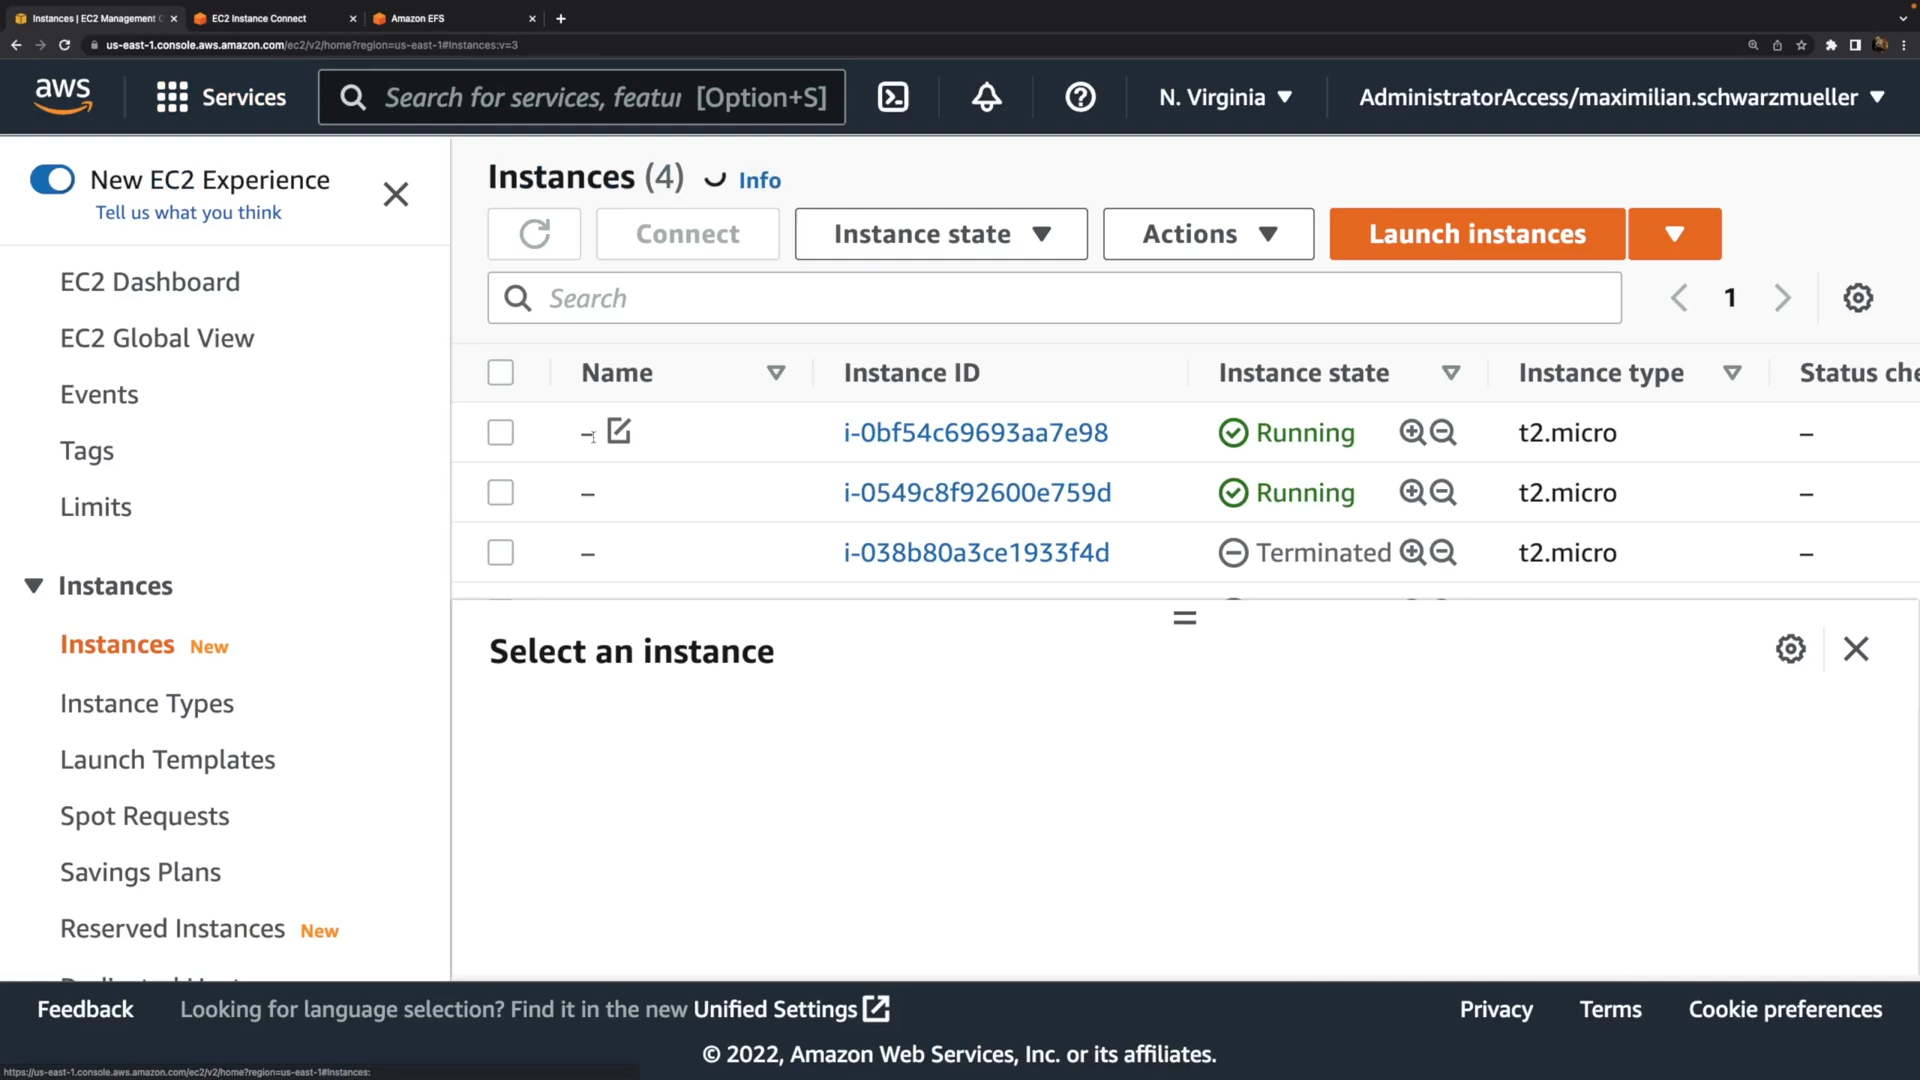 Instances | EC2 Management C
EC2 Instance Connect
Amazon EFS
us-east-1.console.aws.amazon.com/ec2/v2/home?region=us-east-1#Instances:v=3
aws
Services
Search for services, featur [Option+S]
N. Virginia
AdministratorAccess/maximilian.schwarzmueller
New EC2 Experience
Tell us what you think
EC2 Dashboard
EC2 Global View
Events
Tags
Limits
Instances
Instances New
Instance Types
Launch Templates
Spot Requests
Savings Plans
Reserved Instances New
Instances (4) Info
Connect
Instance state
Actions
Launch instances
Search
1
Name Instance ID Instance state Instance type Status che
– i-0bf54c69693aa7e98 Running t2.micro –
– i-0549c8f92600e759d Running t2.micro –
– i-038b80a3ce1933f4d Terminated t2.micro –
Select an instance
Feedback
Looking for language selection? Find it in the new Unified Settings
Privacy
Terms
Cookie preferences
© 2022, Amazon Web Services, Inc. or its affiliates.
https://us-east-1.console.aws.amazon.com/ec2/v2/home?region=us-east-1#Instances: